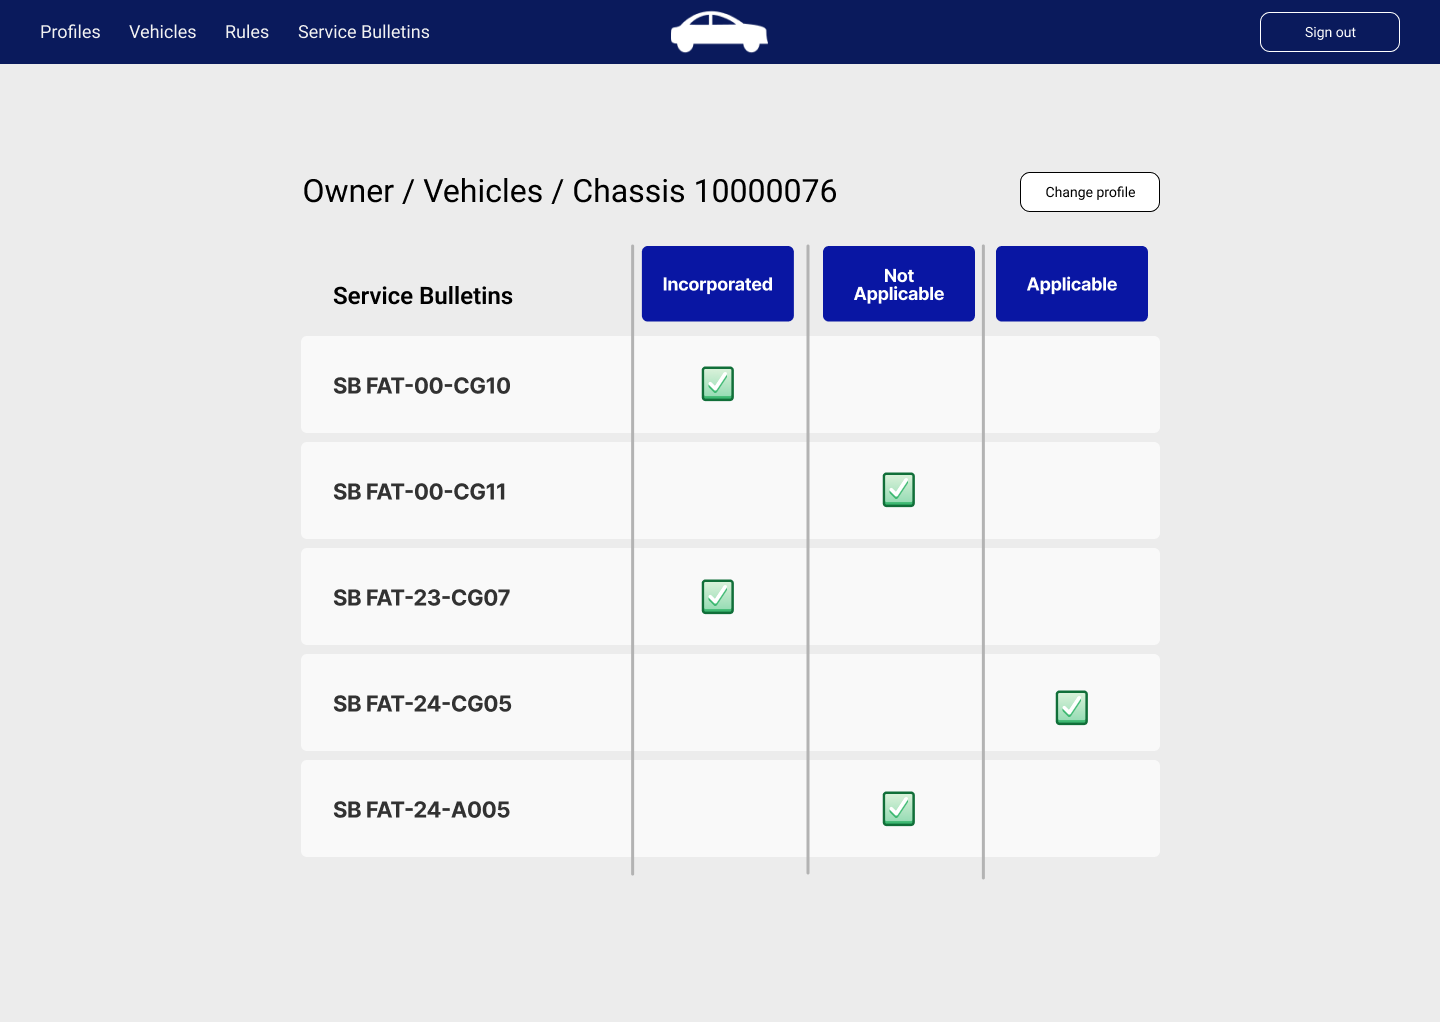 Profiles Vehicles Rules Service Bulletins Sign out
Owner / Vehicles / Chassis 10000076
Change profile
Service Bulletins
Incorporated
Not
Applicable
Applicable
SB FAT-00-CG10
SB FAT-00-CG11
SB FAT-23-CG07
SB FAT-24-CG05
SB FAT-24-A005